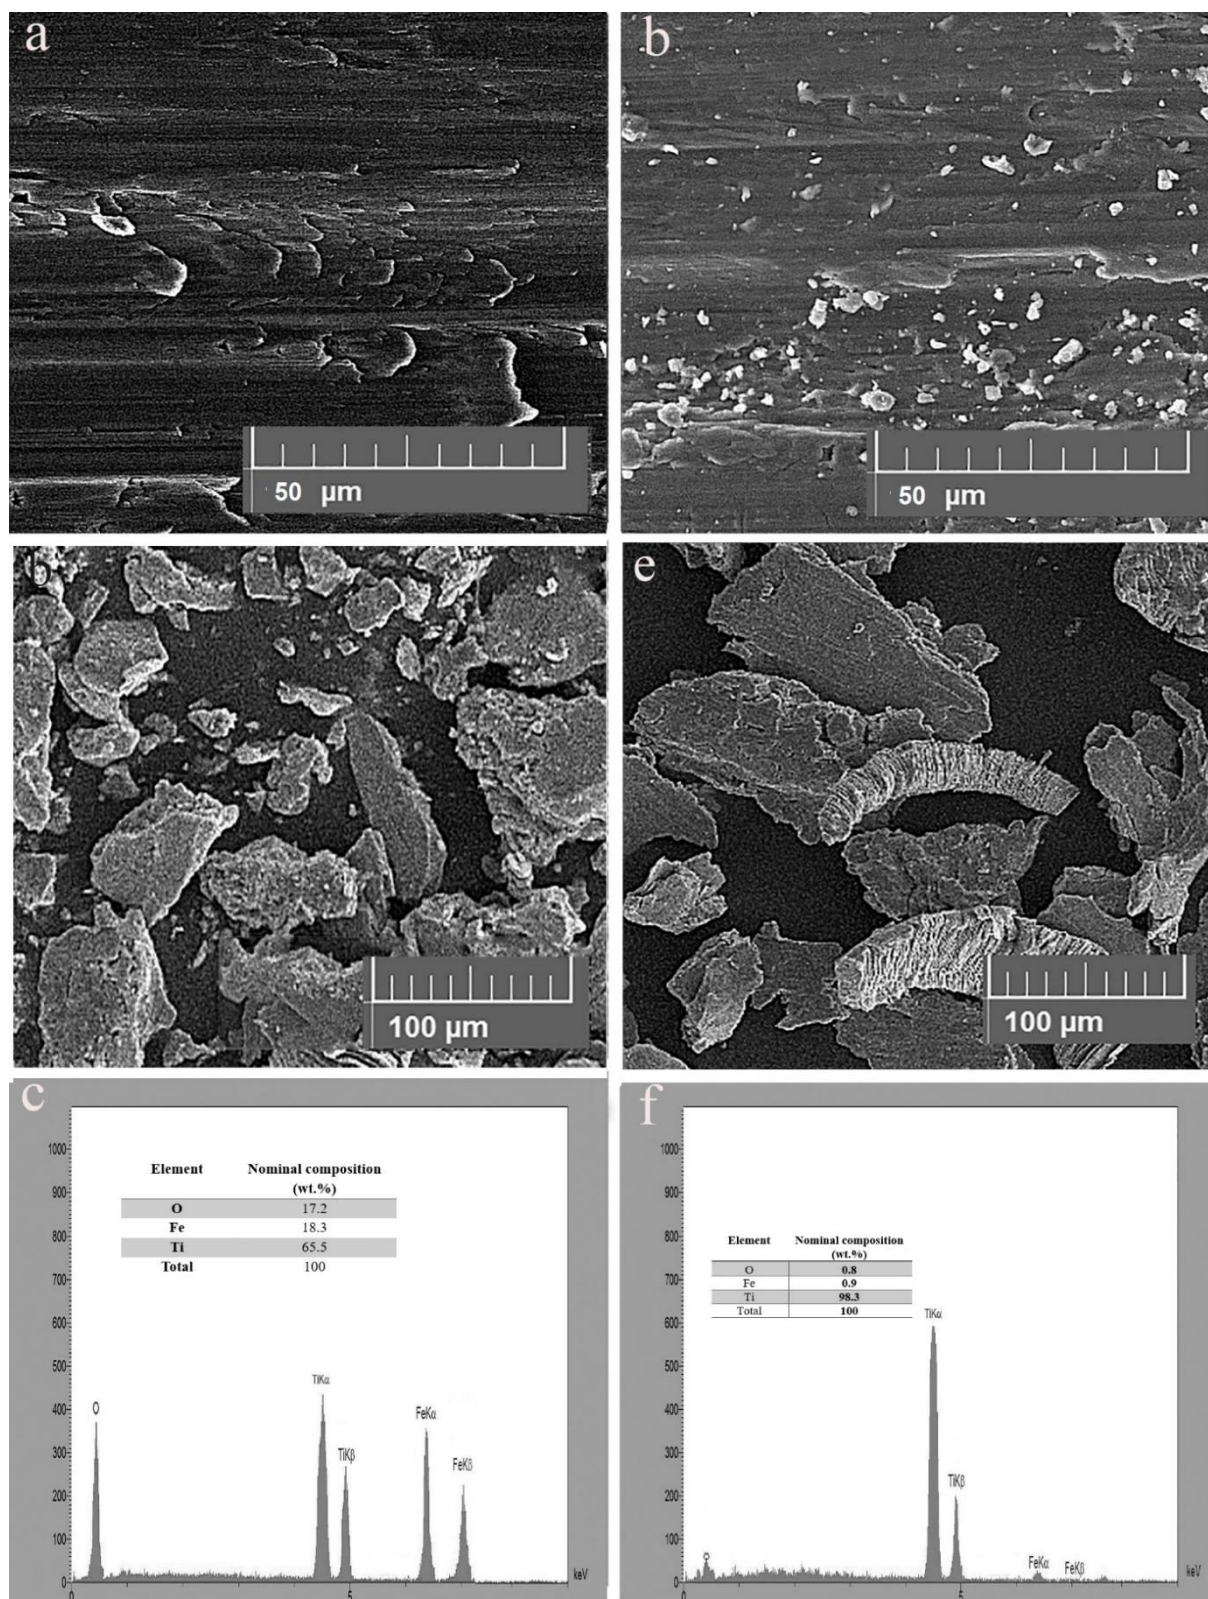 a
b
50 µm
50 µm
b
e
100 µm
100 µm
c
f
1000
900
800
700
600
500
400
300
200
100
0
Element Nominal composition
(wt.%)
O 17.2
Fe 18.3
Ti 65.5
Total 100
O
TiKα
TiKβ
FeKα
FeKβ
0
5
keV
1000
900
800
700
600
500
400
300
200
100
0
Element Nominal composition
(wt.%)
O 0.8
Fe 0.9
Ti 98.3
Total 100
O
TiKα
TiKβ
FeKα
FeKβ
0
5
keV